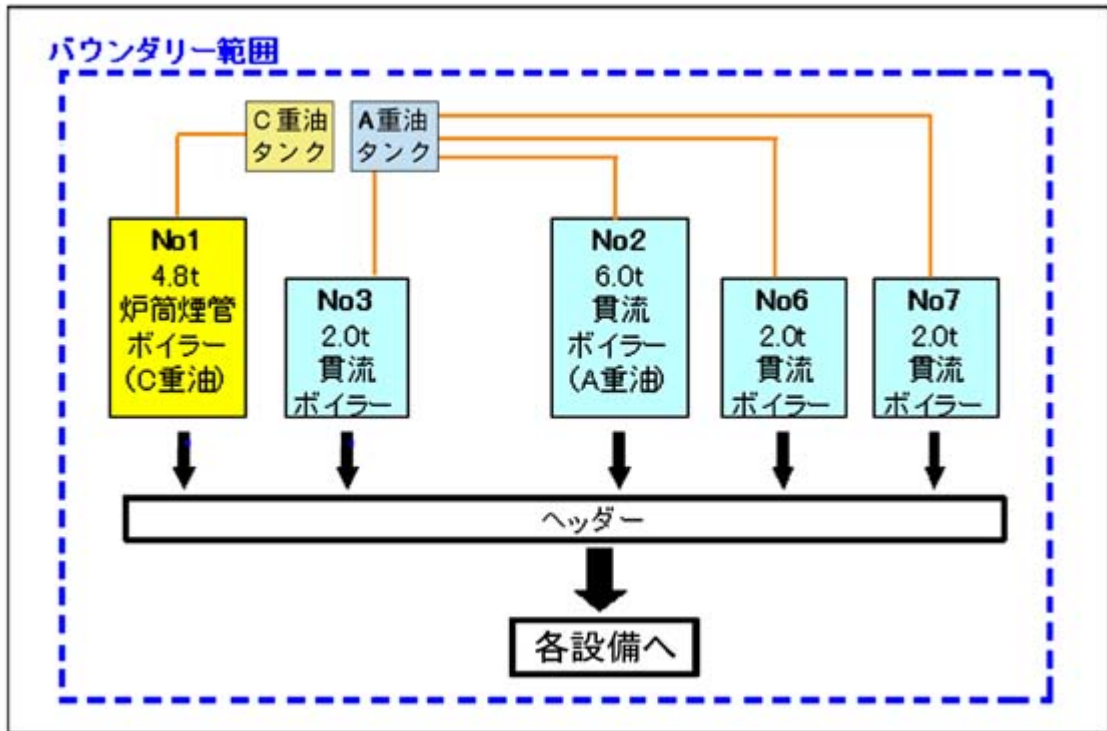 バウンダリー範囲
C重油
タンク
A重油
タンク
No1
4.8t
炉筒煙管
ボイラー
(C重油)
No3
2.0t
貫流
ボイラー
No2
6.0t
貫流
ボイラー
(A重油)
No6
2.0t
貫流
ボイラー
No7
2.0t
貫流
ボイラー
ヘッダー
各設備へ